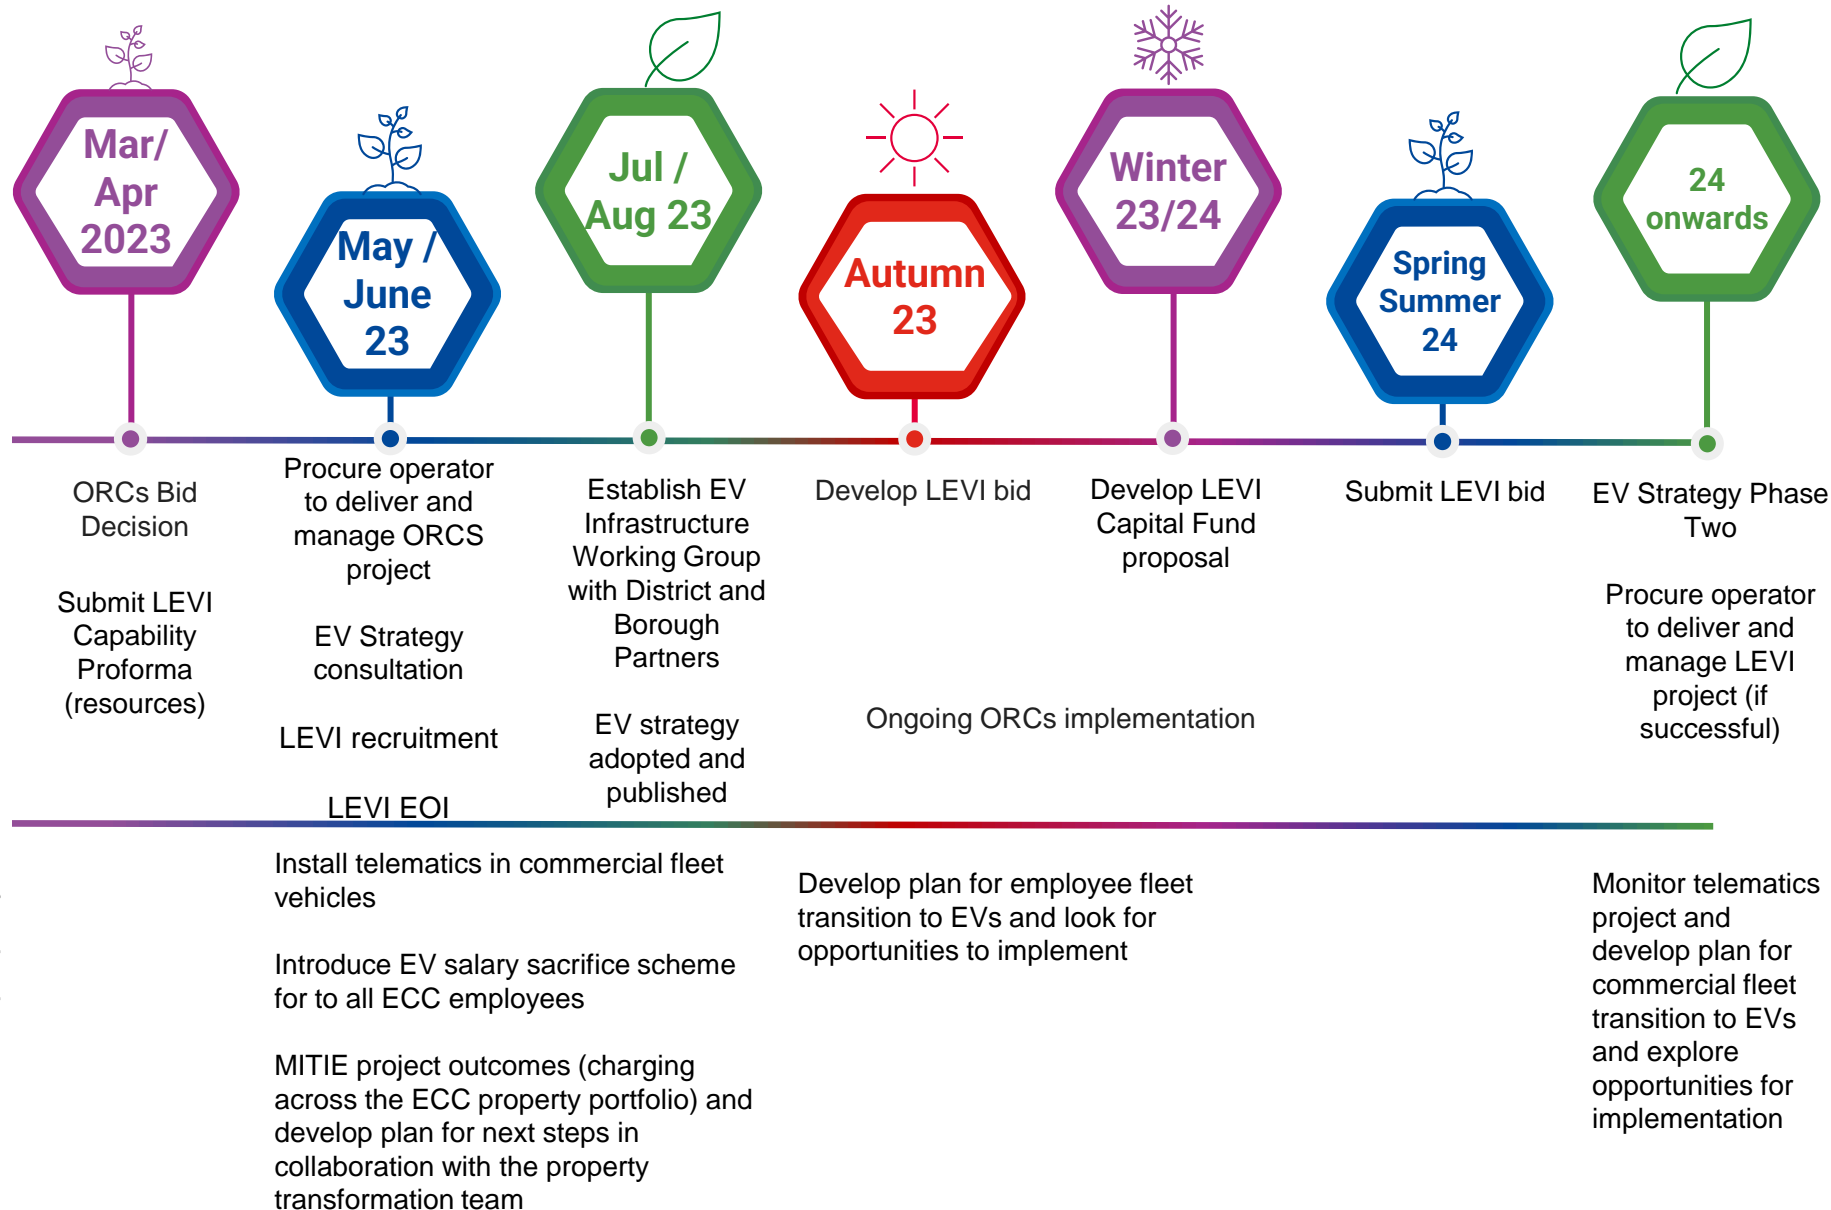 Mar/
Apr
2023
May /
June
23
Jul /
Aug 23
Autumn
23
Winter
23/24
Spring
Summer
24
24
onwards
ORCs Bid
Decision
Submit LEVI
Capability
Proforma
(resources)
Procure operator
to deliver and
manage ORCS
project
EV Strategy
consultation
LEVI recruitment
LEVI EOI
Establish EV
Infrastructure
Working Group
with District and
Borough
Partners
EV strategy
adopted and
published
Develop LEVI bid
Develop LEVI
Capital Fund
proposal
Ongoing ORCs implementation
Submit LEVI bid
EV Strategy Phase
Two
Procure operator
to deliver and
manage LEVI
project (if
successful)
Install telematics in commercial fleet
vehicles
Introduce EV salary sacrifice scheme
for to all ECC employees
MITIE project outcomes (charging
across the ECC property portfolio) and
develop plan for next steps in
collaboration with the property
transformation team
Develop plan for employee fleet
transition to EVs and look for
opportunities to implement
Monitor telematics
project and
develop plan for
commercial fleet
transition to EVs
and explore
opportunities for
implementation